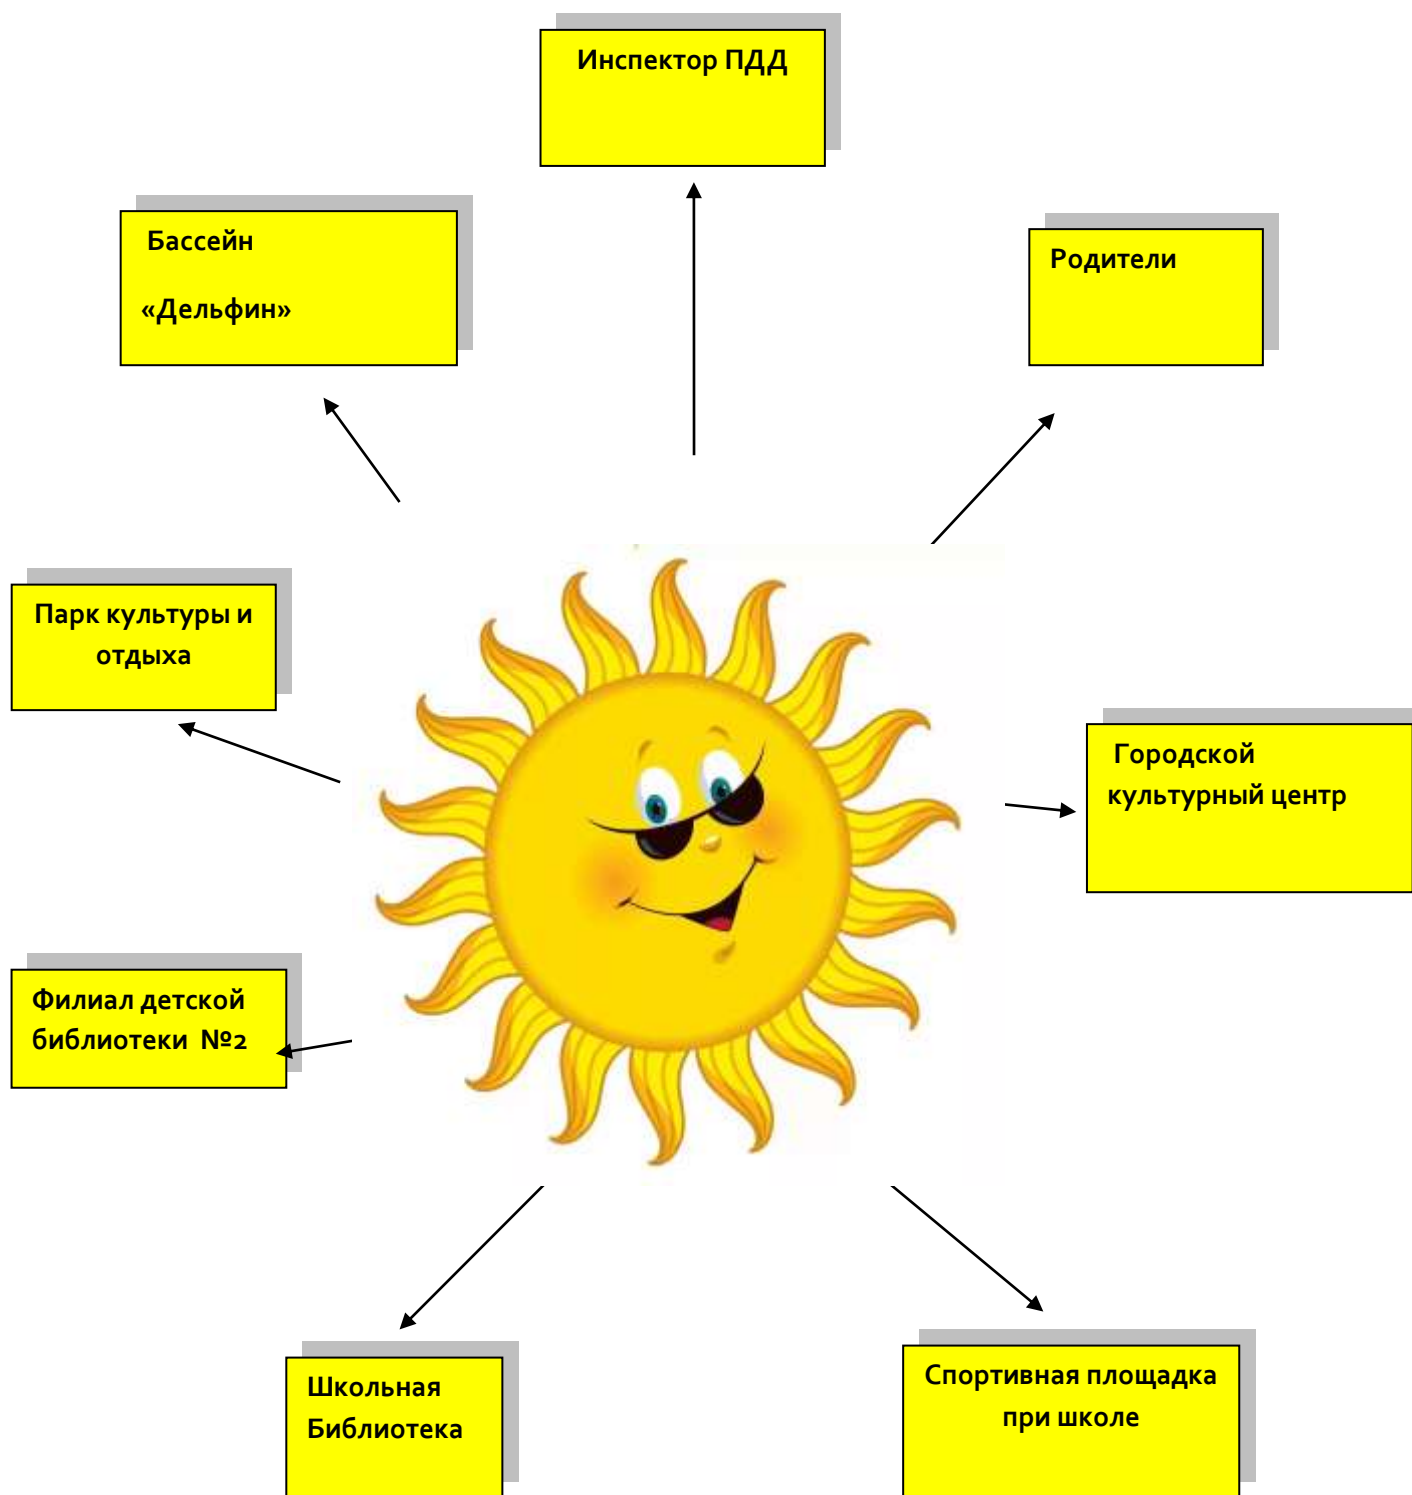 Инспектор ПДД
Бассейн
«Дельфин»
Родители
Парк культуры и
отдыха
Городской
культурный центр
Филиал детской
библиотеки №2
Школьная
Библиотека
Спортивная площадка
при школе